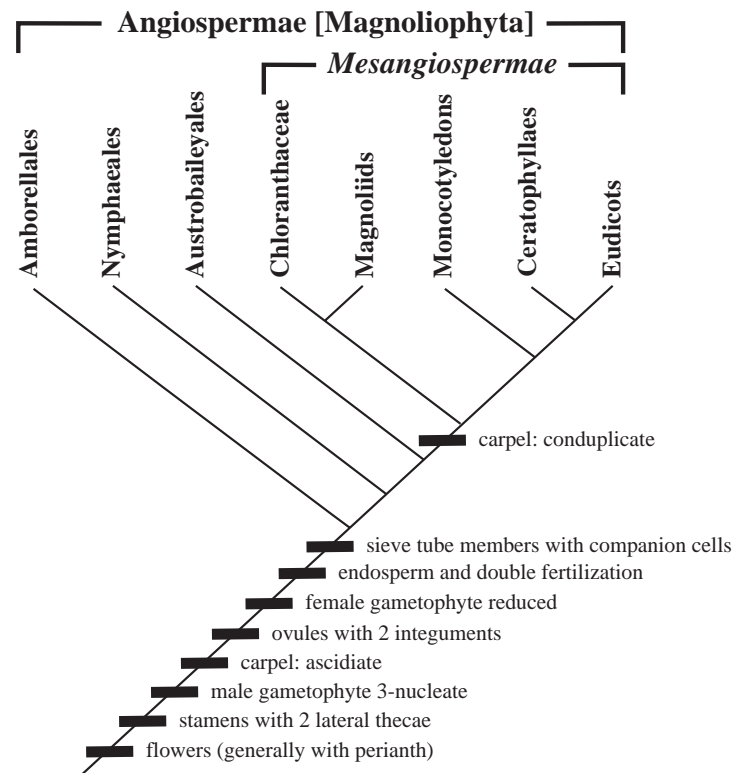 Angiospermae [Magnoliophyta]
Mesangiospermae
Amborellales
Nymphaeales
Austrobaileyales
Chloranthaceae
Magnoliids
Monocotyledons
Ceratophyllaes
Eudicots
carpel: conduplicate
sieve tube members with companion cells
endosperm and double fertilization
female gametophyte reduced
ovules with 2 integuments
carpel: ascidiate
male gametophyte 3-nucleate
stamens with 2 lateral thecae
flowers (generally with perianth)